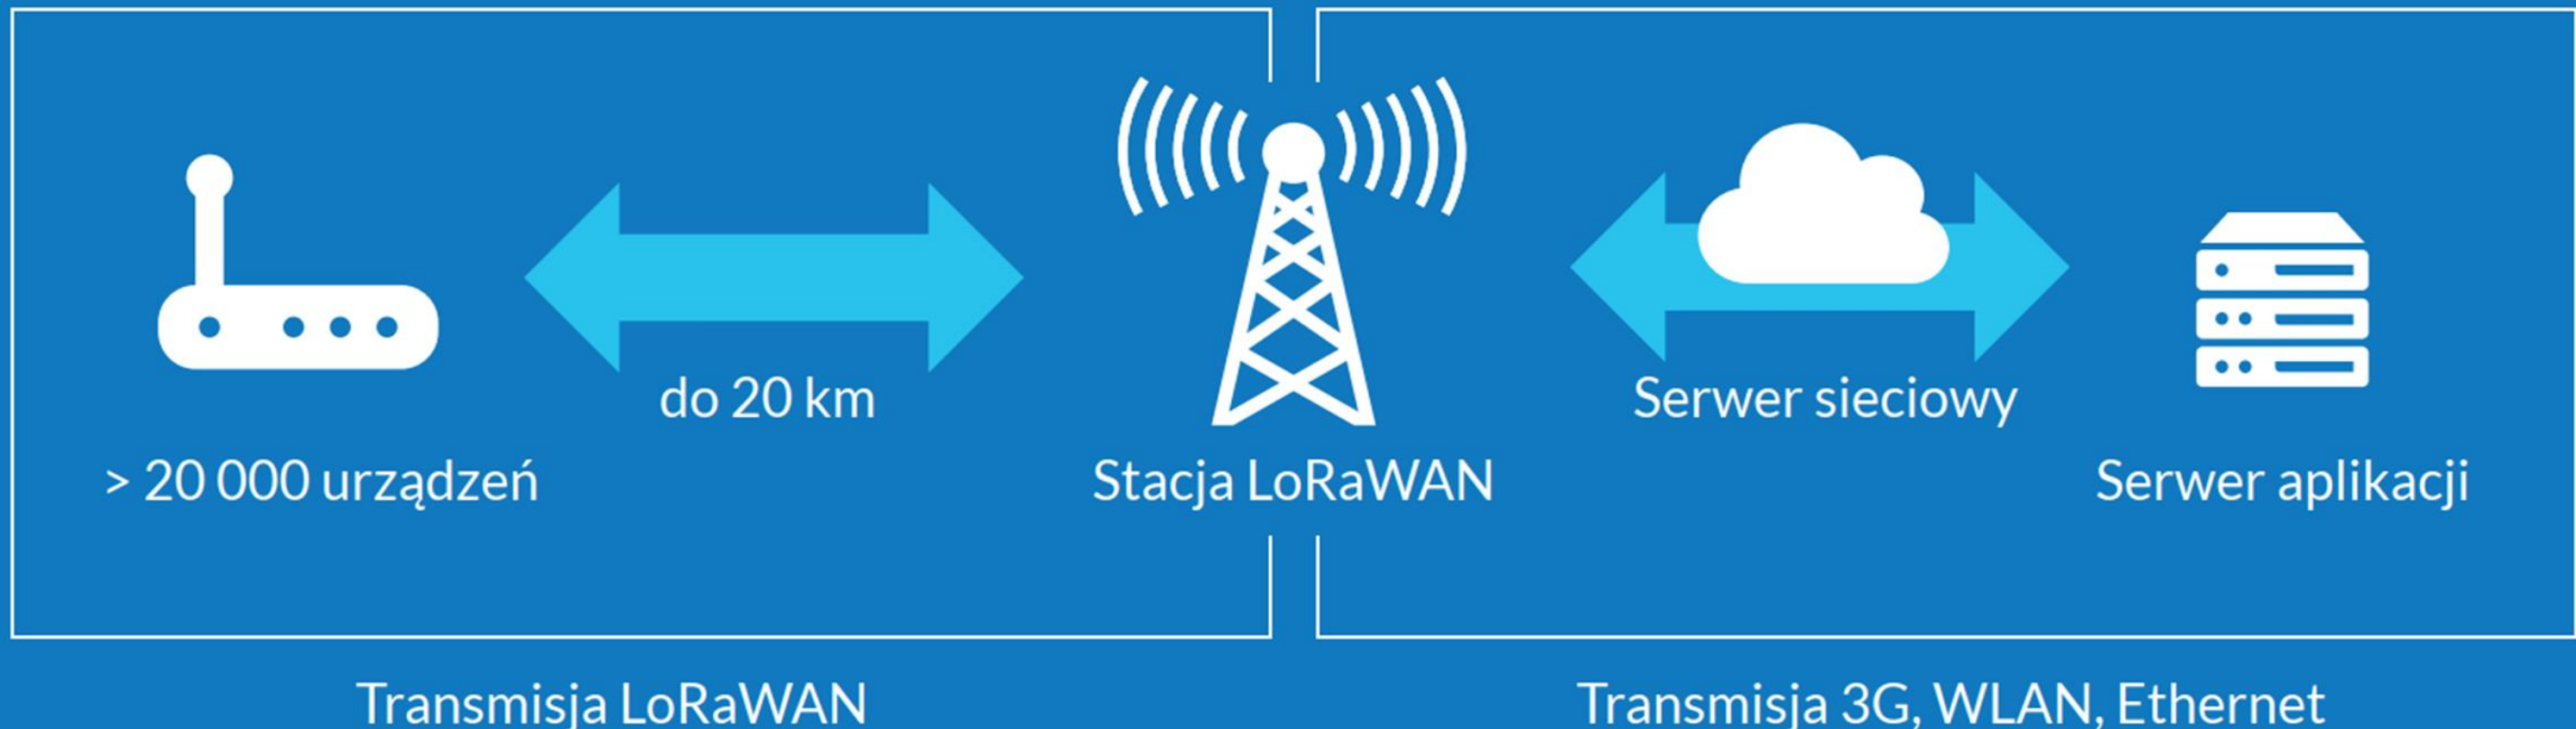 do 20 km
Serwer sieciowy
> 20 000 urządzeń
Stacja LoRaWAN
Serwer aplikacji
Transmisja LoRaWAN
Transmisja 3G, WLAN, Ethernet